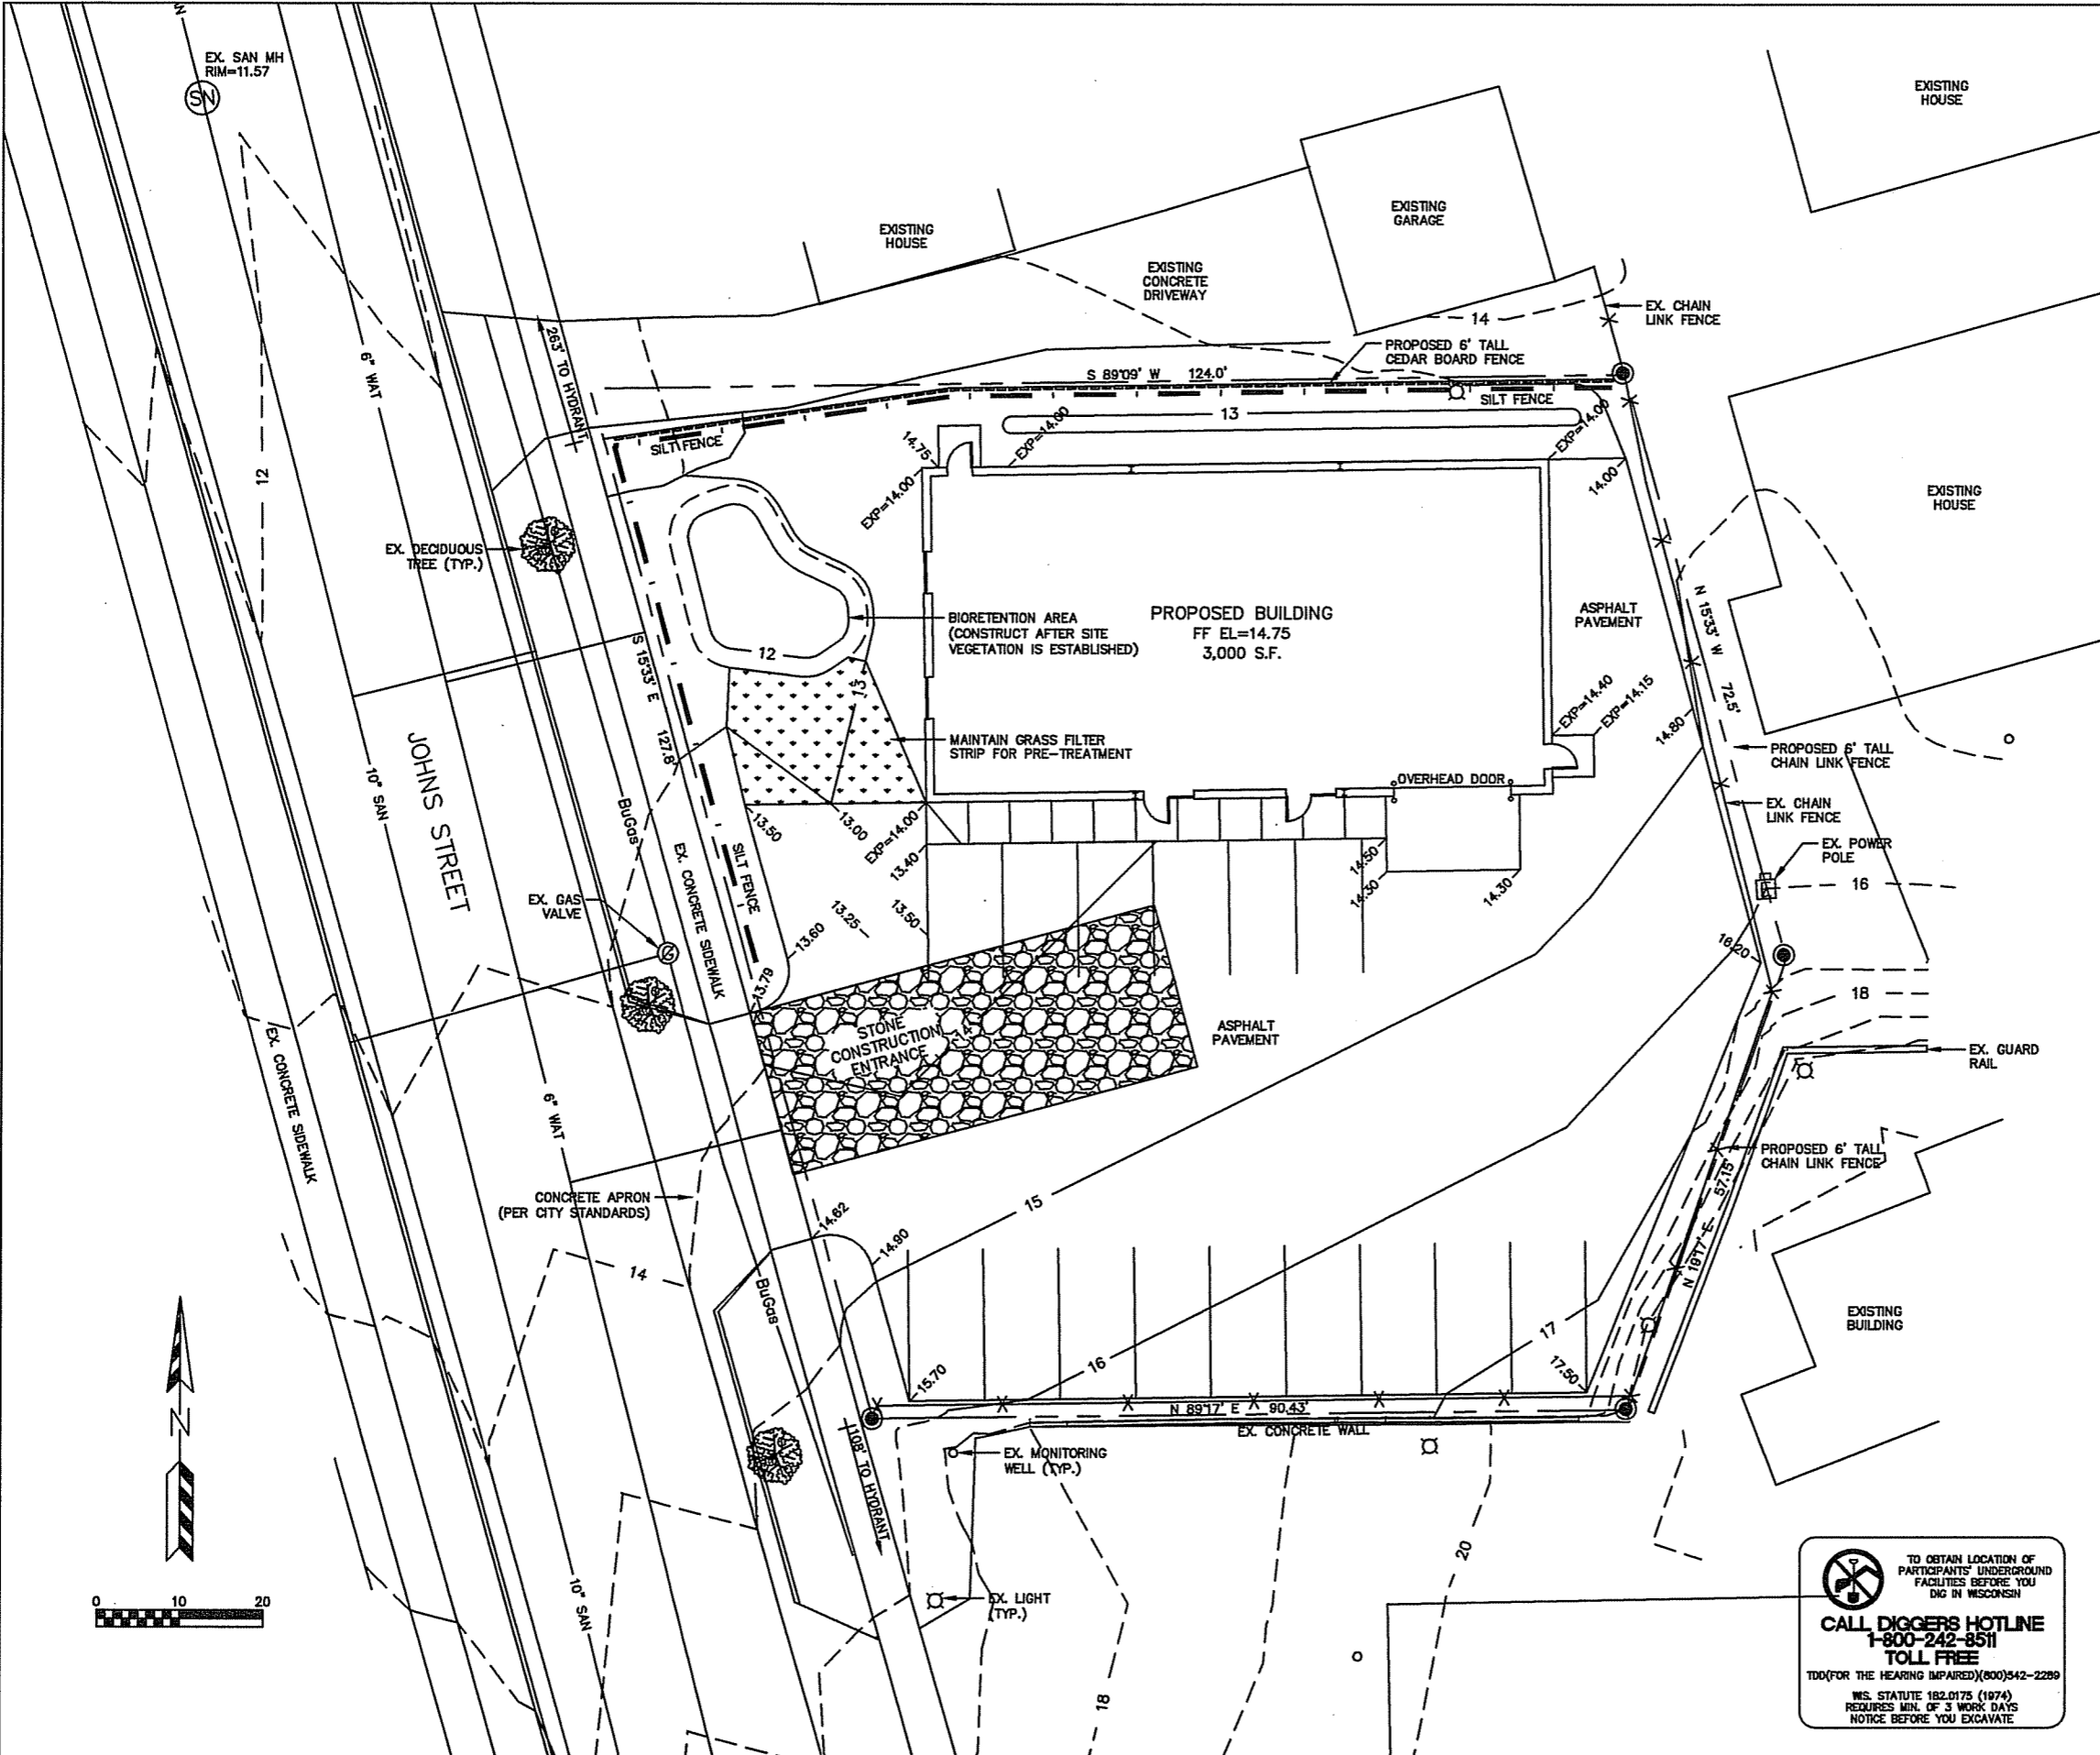 EX. SAN MH
RIM=11.57
SN
EXISTING
HOUSE
EXISTING
GARAGE
EXISTING
HOUSE
EXISTING
CONCRETE
DRIVEWAY
EX. CHAIN
LINK FENCE
14
12
6" WAT
263' TO HYDRANT
PROPOSED 6' TALL
CEDAR BOARD FENCE
S 89°09' W 124.0'
SILT FENCE
13
SILT FENCE
14.75
EXP=14.00
EXP=14.00
EXP=14.00
14.00
EXISTING
HOUSE
EX. DECIDUOUS
TREE (TYP.)
BIORETENTION AREA
(CONSTRUCT AFTER SITE
VEGETATION IS ESTABLISHED)
PROPOSED BUILDING
FF EL=14.75
3,000 S.F.
ASPHALT
PAVEMENT
N 15°33' W 72.5'
12
13
S 15°33' E 127.8'
MAINTAIN GRASS FILTER
STRIP FOR PRE-TREATMENT
EXP=14.40
EXP=14.15
14.80
PROPOSED 6' TALL
CHAIN LINK FENCE
OVERHEAD DOOR
EX. CHAIN
LINK FENCE
JOHNS STREET
10" SAN
BuGas
13.50
13.00
EXP=14.00
13.40
14.50
14.30
14.30
EX. POWER
POLE
16
EX. GAS
VALVE
G
EX. CONCRETE SIDEWALK
SILT FENCE
13.60
13.25
13.50
13.79
16.20
18
STONE
CONSTRUCTION
ENTRANCE
14
ASPHALT
PAVEMENT
EX. GUARD
RAIL
EX. CONCRETE SIDEWALK
6" WAT
PROPOSED 6' TALL
CHAIN LINK FENCE
N 19°17' E 57.15'
CONCRETE APRON
(PER CITY STANDARDS)
15
14.62
14.90
14
BuGas
EXISTING
BUILDING
17
16
17.50
15.70
N 89°17' E 90.43'
EX. CONCRETE WALL
N
108' TO HYDRANT
EX. MONITORING
WELL (TYP.)
20
10" SAN
EX. LIGHT
(TYP.)
18
0 10 20
TO OBTAIN LOCATION OF
PARTICIPANTS' UNDERGROUND
FACILITIES BEFORE YOU
DIG IN WISCONSIN
CALL DIGGERS HOTLINE
1-800-242-8511
TOLL FREE
TDD(FOR THE HEARING IMPAIRED)(800)542-2289
WIS. STATUTE 182.0175 (1974)
REQUIRES MIN. OF 3 WORK DAYS
NOTICE BEFORE YOU EXCAVATE